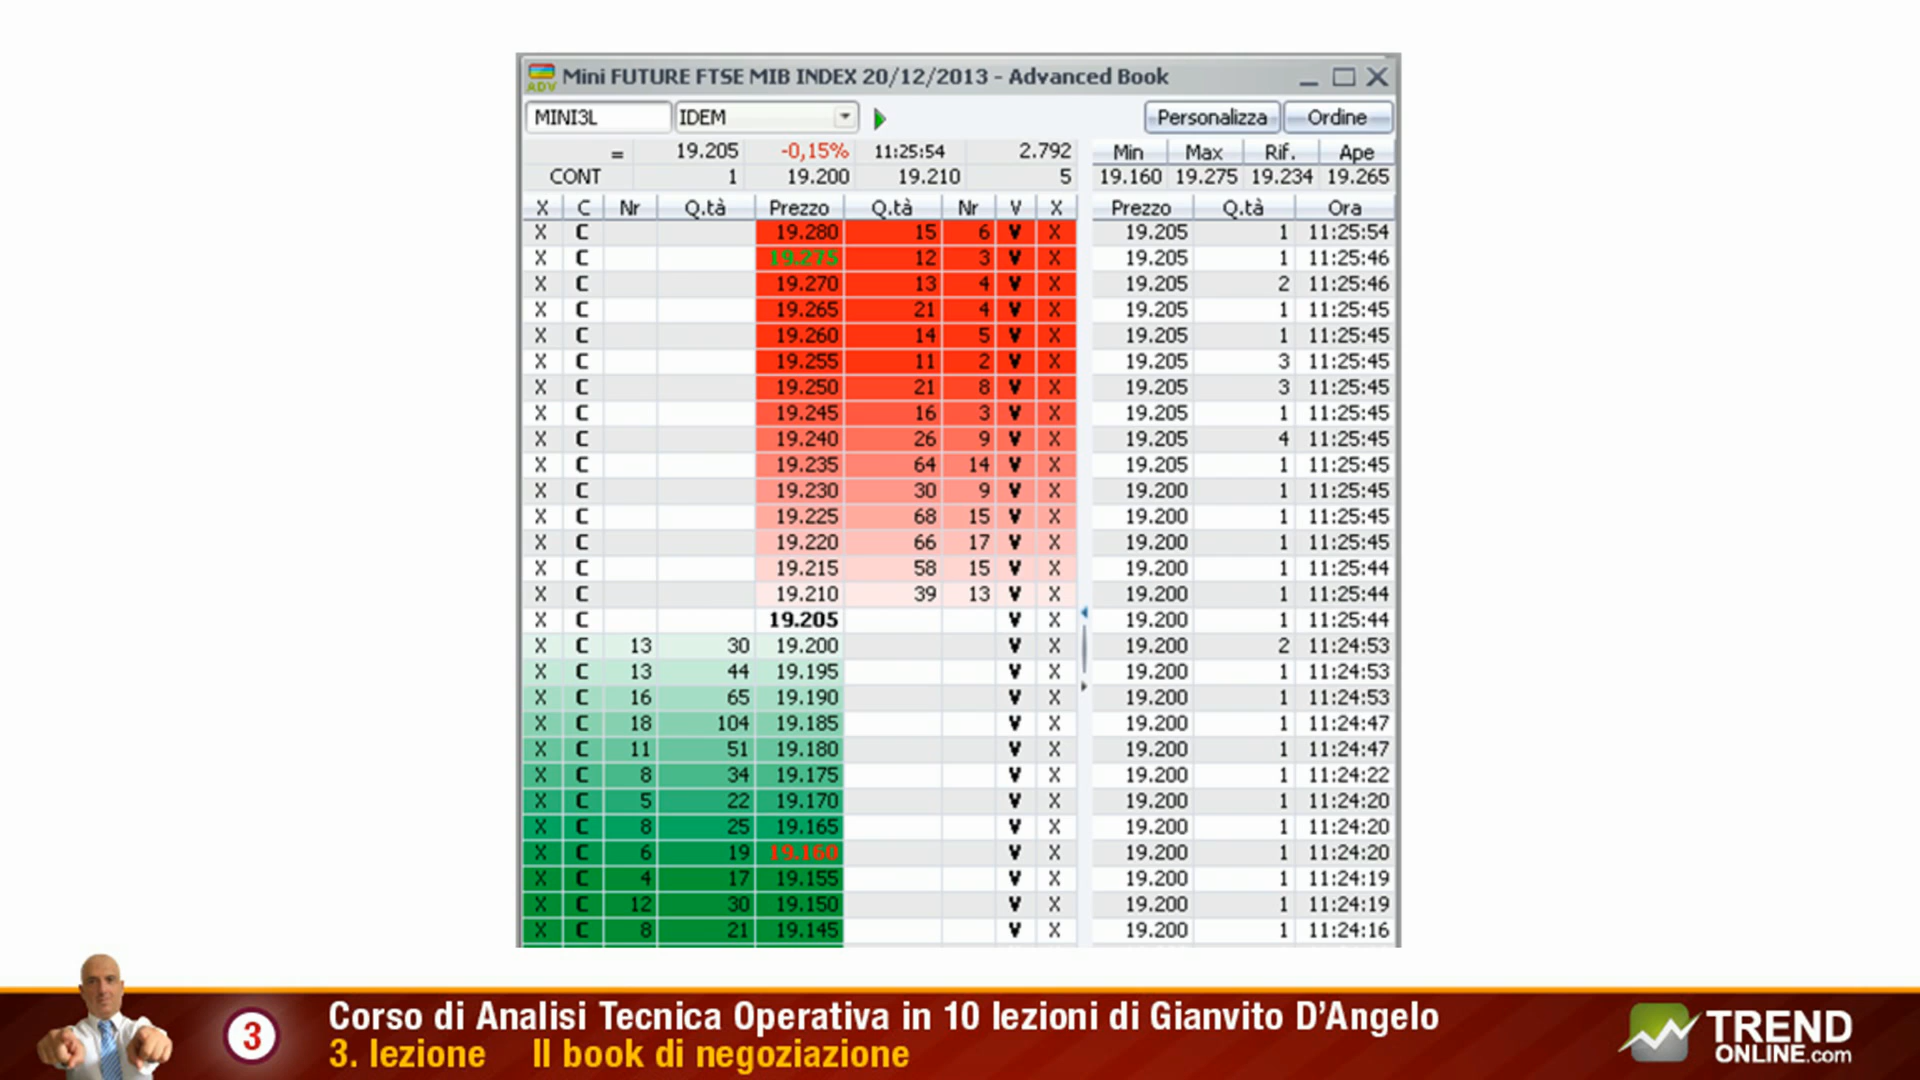 Mini FUTURE FTSE MIB INDEX 20/12/2013 - Advanced Book
ADV
MINI3L IDEM Personalizza Ordine
= 19.205 -0,15% 11:25:54 2.792 Min Max Rif. Ape
CONT 1 19.200 19.210 5 19.160 19.275 19.234 19.265
X C Nr Q.tà Prezzo Q.tà Nr V X Prezzo Q.tà Ora
X C 19.280 15 6 V X 19.205 1 11:25:54
X C 19.275 12 3 V X 19.205 1 11:25:46
X C 19.270 13 4 V X 19.205 2 11:25:46
X C 19.265 21 4 V X 19.205 1 11:25:45
X C 19.260 14 5 V X 19.205 1 11:25:45
X C 19.255 11 2 V X 19.205 3 11:25:45
X C 19.250 21 8 V X 19.205 3 11:25:45
X C 19.245 16 3 V X 19.205 1 11:25:45
X C 19.240 26 9 V X 19.205 4 11:25:45
X C 19.235 64 14 V X 19.205 1 11:25:45
X C 19.230 30 9 V X 19.200 1 11:25:45
X C 19.225 68 15 V X 19.200 1 11:25:45
X C 19.220 66 17 V X 19.200 1 11:25:45
X C 19.215 58 15 V X 19.200 1 11:25:44
X C 19.210 39 13 V X 19.200 1 11:25:44
X C 19.205 V X 19.200 1 11:25:44
X C 13 30 19.200 V X 19.200 2 11:24:53
X C 13 44 19.195 V X 19.200 1 11:24:53
X C 16 65 19.190 V X 19.200 1 11:24:53
X C 18 104 19.185 V X 19.200 1 11:24:47
X C 11 51 19.180 V X 19.200 1 11:24:47
X C 8 34 19.175 V X 19.200 1 11:24:22
X C 5 22 19.170 V X 19.200 1 11:24:20
X C 8 25 19.165 V X 19.200 1 11:24:20
X C 6 19 19.160 V X 19.200 1 11:24:20
X C 4 17 19.155 V X 19.200 1 11:24:19
X C 12 30 19.150 V X 19.200 1 11:24:19
X C 8 21 19.145 V X 19.200 1 11:24:16
3
Corso di Analisi Tecnica Operativa in 10 lezioni di Gianvito D'Angelo
3. lezione Il book di negoziazione
TREND
ONLINE.com